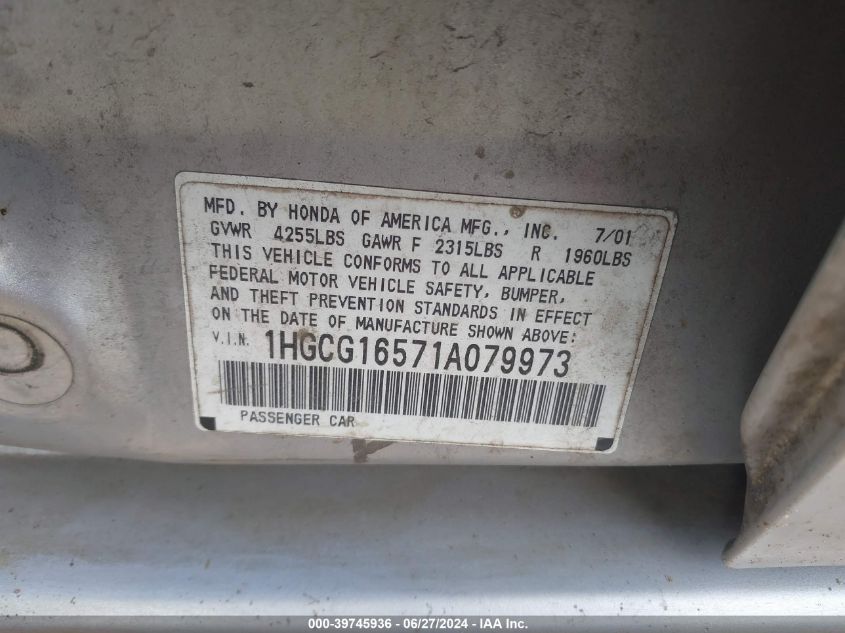 MFD. BY HONDA OF AMERICA MFG., INC. 7/01
GVWR 4255LBS GAWR F 2315LBS R 1960LBS
THIS VEHICLE CONFORMS TO ALL APPLICABLE
FEDERAL MOTOR VEHICLE SAFETY, BUMPER,
AND THEFT PREVENTION STANDARDS IN EFFECT
ON THE DATE OF MANUFACTURE SHOWN ABOVE:
V.I.N. 1HGCG16571A079973
PASSENGER CAR
000-39745936 - 06/27/2024 - IAA Inc.